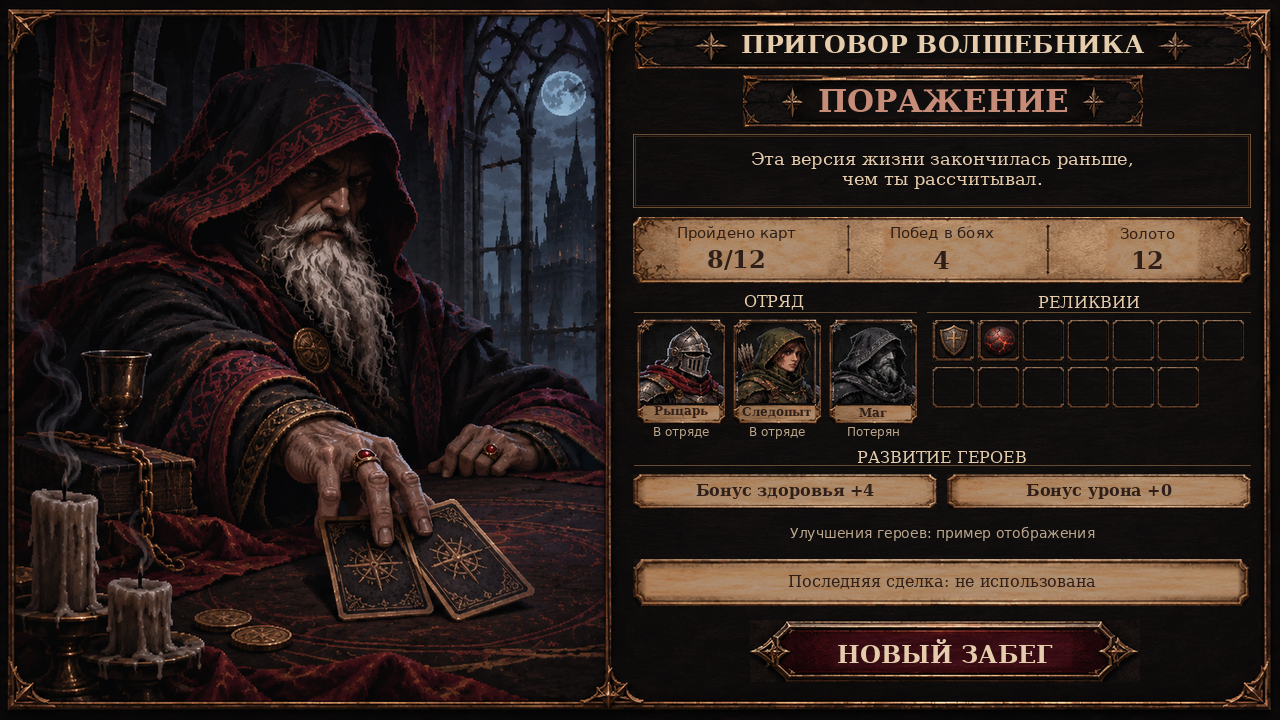 ПРИГОВОР ВОЛШЕБНИКА
ПОРАЖЕНИЕ
Эта версия жизни закончилась раньше,
чем ты рассчитывал.
Пройдено карт
8/12
Побед в боях
4
Золото
12
ОТРЯД
Рыцарь
В отряде
Следопыт
В отряде
Маг
Потерян
РЕЛИКВИИ
РАЗВИТИЕ ГЕРОЕВ
Бонус здоровья +4
Бонус урона +0
Улучшения героев: пример отображения
Последняя сделка: не использована
НОВЫЙ ЗАБЕГ